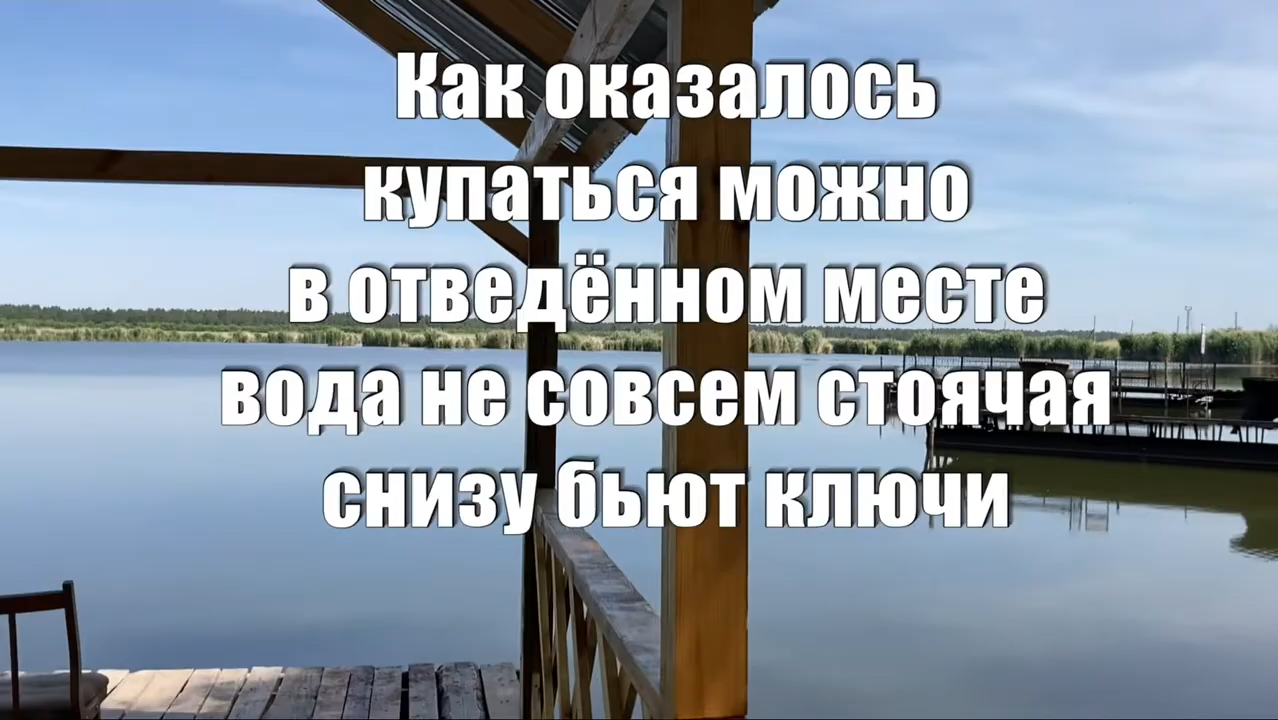 Как оказалось
купаться можно
в отведённом месте
вода не совсем стоячая
снизу бьют ключи